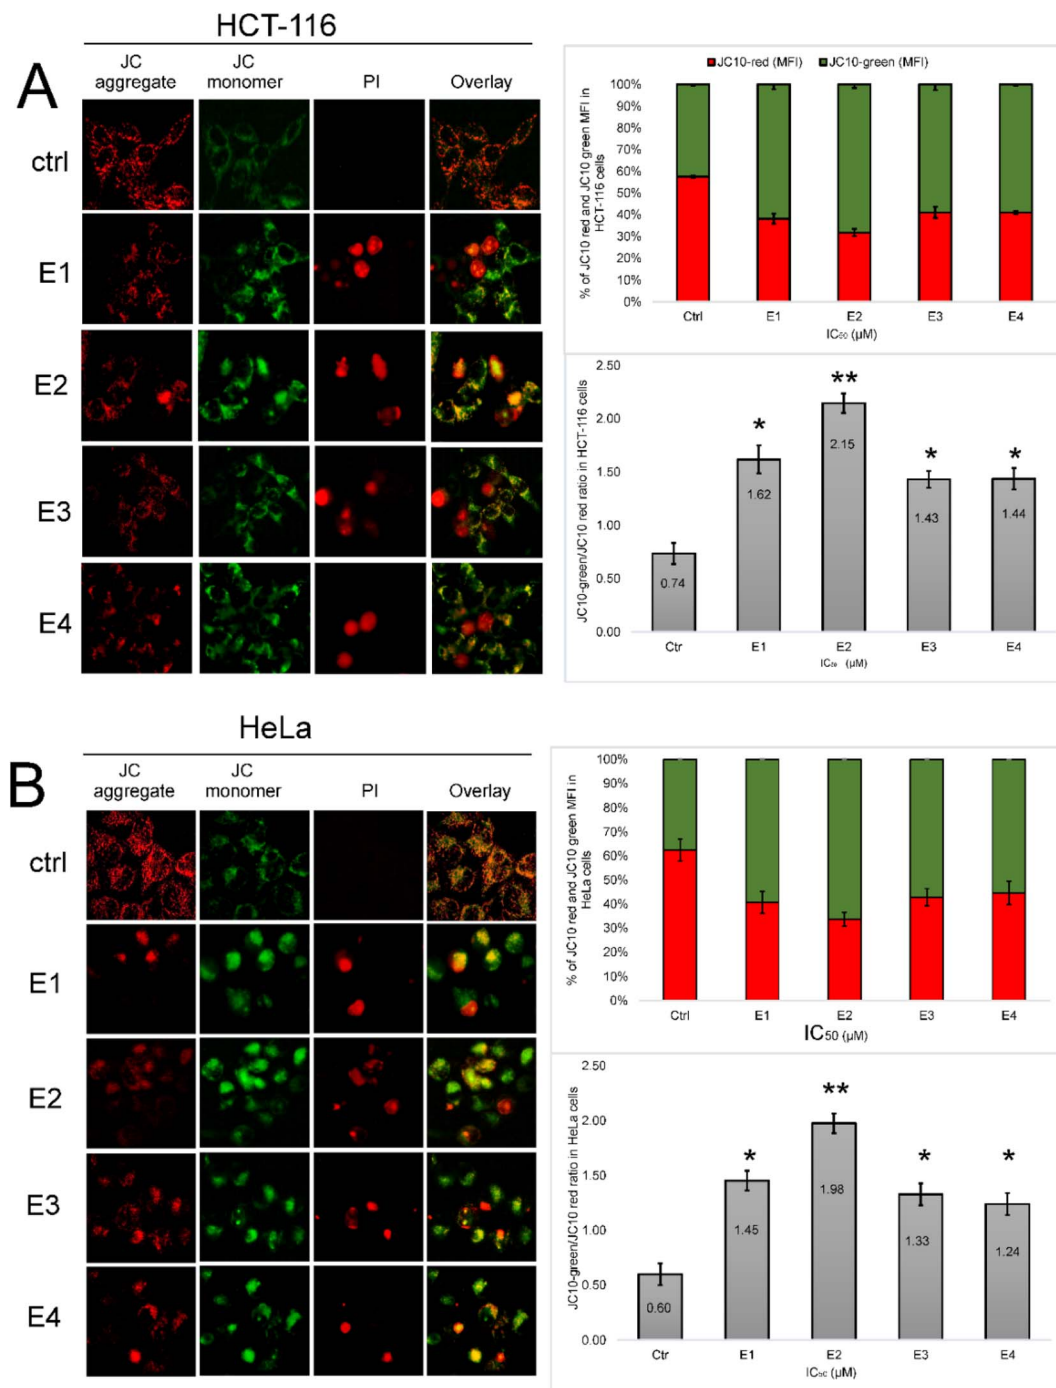 HCT-116
A
JC aggregate
JC monomer
PI
Overlay
ctrl
E1
E2
E3
E4
JC10-red (MFI)
JC10-green (MFI)
% of JC10 red and JC10 green MFI in HCT-116 cells
100%
90%
80%
70%
60%
50%
40%
30%
20%
10%
0%
Ctrl E1 E2 E3 E4
IC50 (µM)
JC10-green/JC10 red ratio in HCT-116 cells
2.50
2.00
1.50
1.00
0.50
0.00
* ** * *
0.74 1.62 2.15 1.43 1.44
Ctr E1 E2 E3 E4
IC50 (µM)
HeLa
B
JC aggregate
JC monomer
PI
Overlay
ctrl
E1
E2
E3
E4
% of JC10 red and JC10 green MFI in HeLa cells
100%
90%
80%
70%
60%
50%
40%
30%
20%
10%
0%
Ctrl E1 E2 E3 E4
IC50 (µM)
JC10-green/JC10 red ratio in HeLa cells
2.50
2.00
1.50
1.00
0.50
0.00
* ** * *
0.60 1.45 1.98 1.33 1.24
Ctr E1 E2 E3 E4
IC50 (µM)